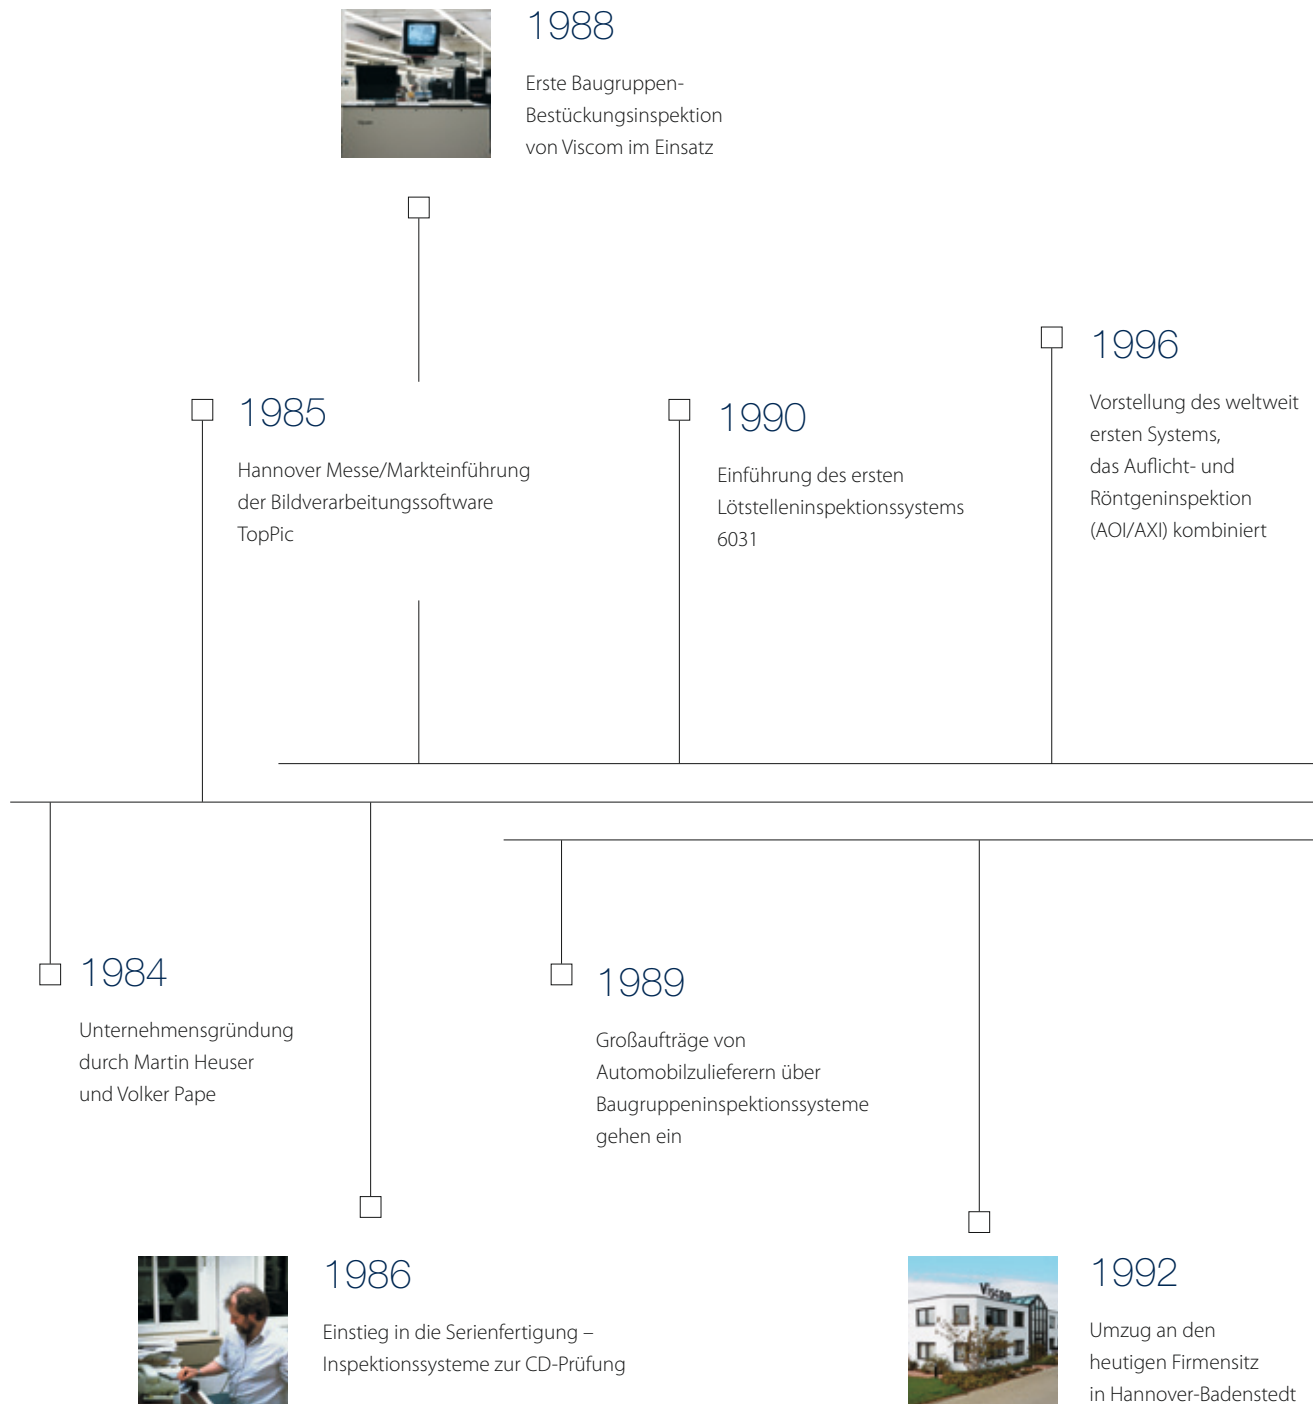 1988
Erste Baugruppen-
Bestückungsinspektion
von Viscom im Einsatz
1996
Vorstellung des weltweit
ersten Systems,
das Auflicht- und
Röntgeninspektion
(AOI/AXI) kombiniert
1985
Hannover Messe/Markteinführung
der Bildverarbeitungssoftware
TopPic
1990
Einführung des ersten
Lötstelleninspektionssystems
6031
1984
Unternehmensgründung
durch Martin Heuser
und Volker Pape
1989
Großaufträge von
Automobilzulieferern über
Baugruppeninspektionssysteme
gehen ein
1986
Einstieg in die Serienfertigung –
Inspektionssysteme zur CD-Prüfung
Viscom
1992
Umzug an den
heutigen Firmensitz
in Hannover-Badenstedt